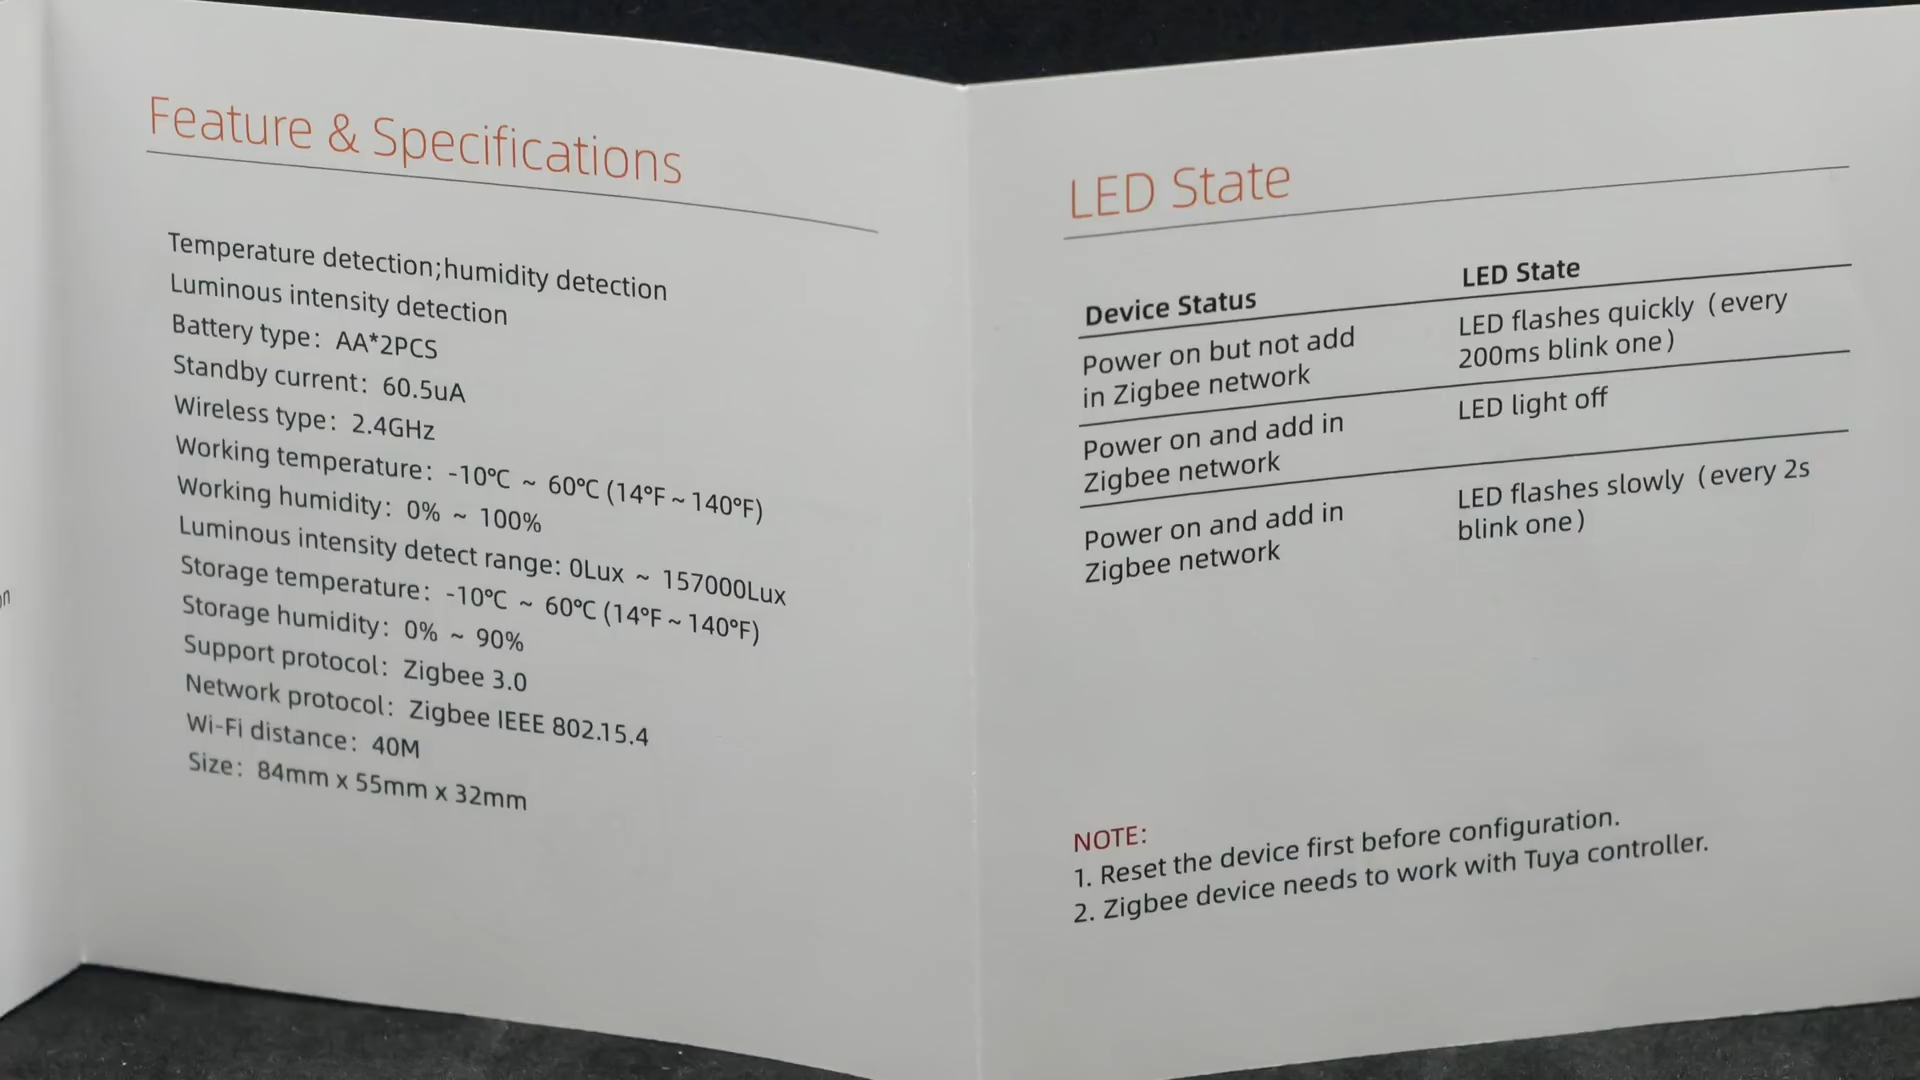 Feature & Specifications
Temperature detection;humidity detection
Luminous intensity detection
Battery type: AA*2PCS
Standby current: 60.5uA
Wireless type: 2.4GHz
Working temperature: -10℃ ~ 60℃ (14℉ ~ 140℉)
Working humidity: 0% ~ 100%
Luminous intensity detect range: 0Lux ~ 157000Lux
Storage temperature: -10℃ ~ 60℃ (14℉ ~ 140℉)
Storage humidity: 0% ~ 90%
Support protocol: Zigbee 3.0
Network protocol: Zigbee IEEE 802.15.4
Wi-Fi distance: 40M
Size: 84mm x 55mm x 32mm
LED State
Device Status LED State
Power on but not add LED flashes quickly (every
in Zigbee network 200ms blink one)
Power on and add in LED light off
Zigbee network
Power on and add in LED flashes slowly (every 2s
Zigbee network blink one)
NOTE:
1. Reset the device first before configuration.
2. Zigbee device needs to work with Tuya controller.